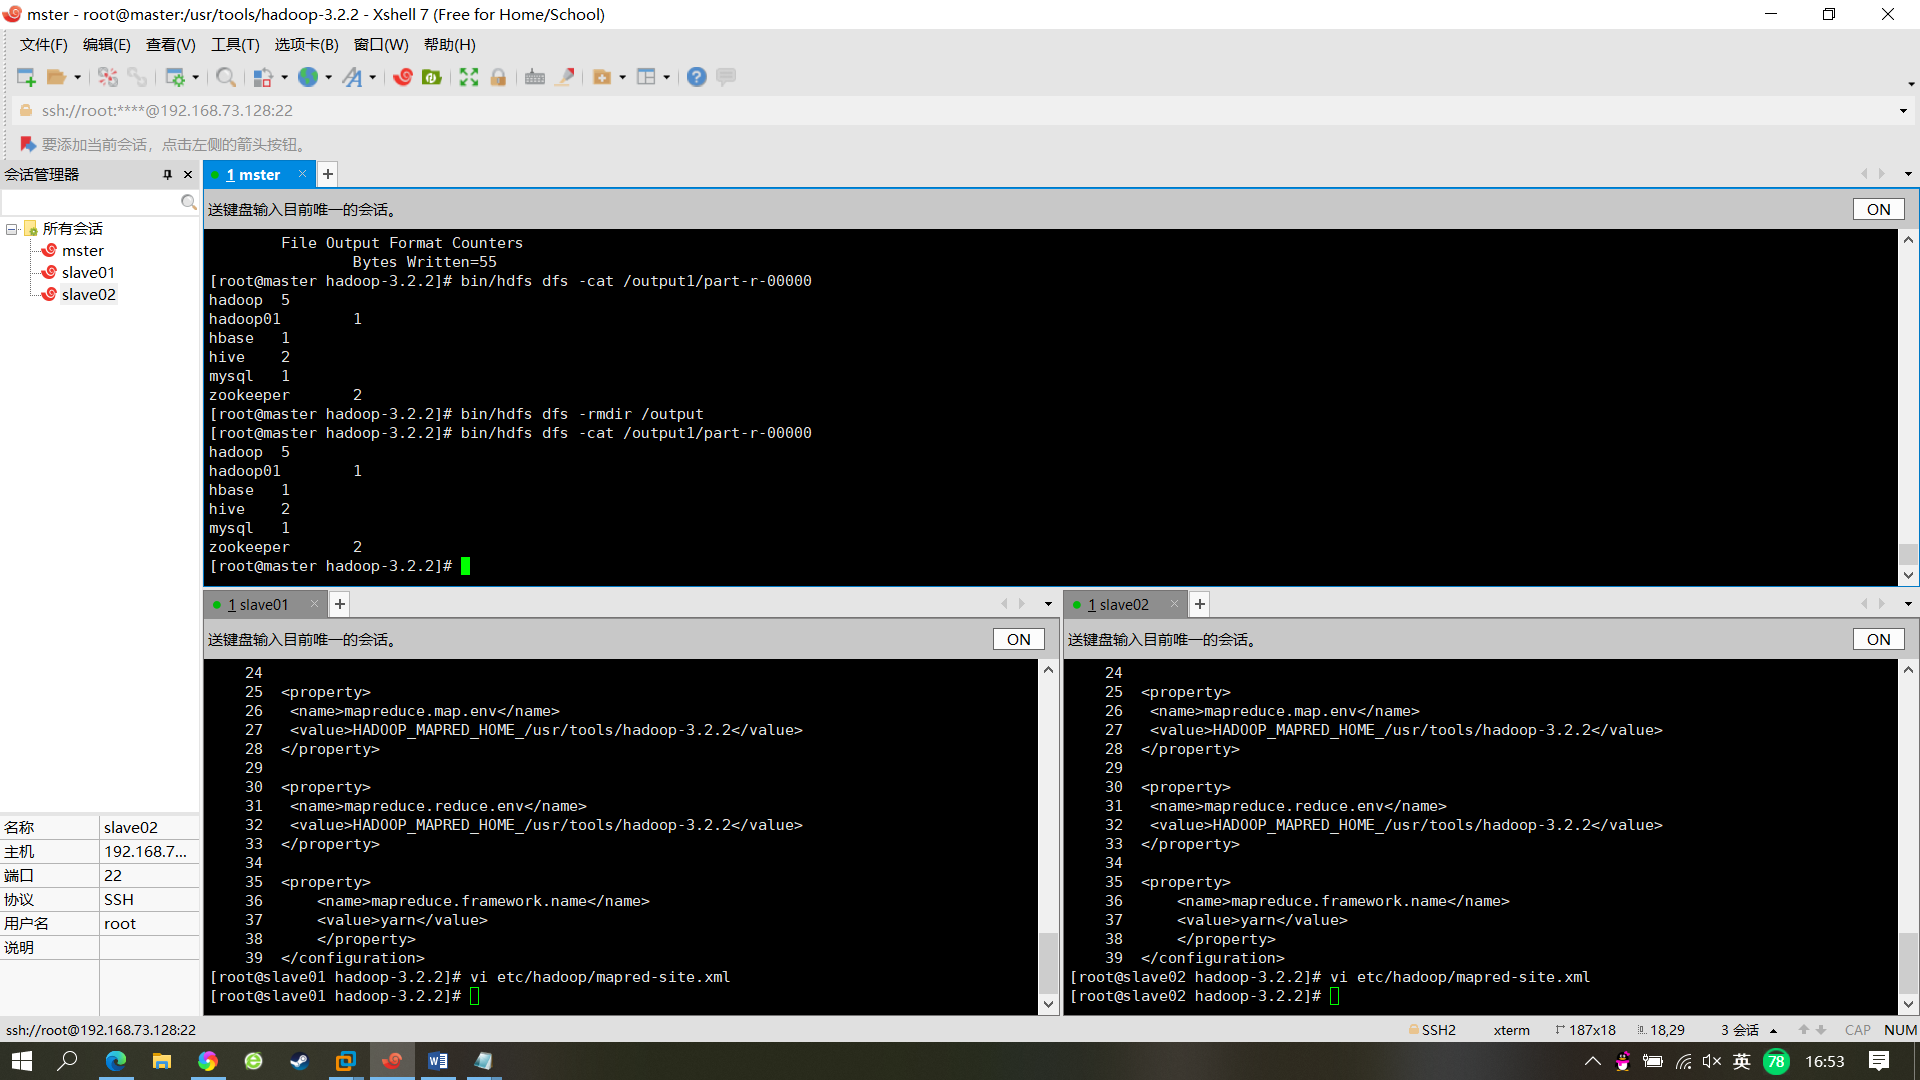 mster - root@master:/usr/tools/hadoop-3.2.2 - Xshell 7 (Free for Home/School)
文件(F) 编辑(E) 查看(V) 工具(T) 选项卡(B) 窗口(W) 帮助(H)
ssh://root:****@192.168.73.128:22
要添加当前会话，点击左侧的箭头按钮。
会话管理器
所有会话
mster
slave01
slave02
名称 slave02
主机 192.168.7...
端口 22
协议 SSH
用户名 root
说明
1 mster
送键盘输入目前唯一的会话。 ON
File Output Format Counters
Bytes Written=55
[root@master hadoop-3.2.2]# bin/hdfs dfs -cat /output1/part-r-00000
hadoop 5
hadoop01 1
hbase 1
hive 2
mysql 1
zookeeper 2
[root@master hadoop-3.2.2]# bin/hdfs dfs -rmdir /output
[root@master hadoop-3.2.2]# bin/hdfs dfs -cat /output1/part-r-00000
hadoop 5
hadoop01 1
hbase 1
hive 2
mysql 1
zookeeper 2
[root@master hadoop-3.2.2]#
1 slave01
送键盘输入目前唯一的会话。 ON
24
25 <property>
26 <name>mapreduce.map.env</name>
27 <value>HADOOP_MAPRED_HOME_/usr/tools/hadoop-3.2.2</value>
28 </property>
29
30 <property>
31 <name>mapreduce.reduce.env</name>
32 <value>HADOOP_MAPRED_HOME_/usr/tools/hadoop-3.2.2</value>
33 </property>
34
35 <property>
36 <name>mapreduce.framework.name</name>
37 <value>yarn</value>
38 </property>
39 </configuration>
[root@slave01 hadoop-3.2.2]# vi etc/hadoop/mapred-site.xml
[root@slave01 hadoop-3.2.2]#
1 slave02
送键盘输入目前唯一的会话。 ON
24
25 <property>
26 <name>mapreduce.map.env</name>
27 <value>HADOOP_MAPRED_HOME_/usr/tools/hadoop-3.2.2</value>
28 </property>
29
30 <property>
31 <name>mapreduce.reduce.env</name>
32 <value>HADOOP_MAPRED_HOME_/usr/tools/hadoop-3.2.2</value>
33 </property>
34
35 <property>
36 <name>mapreduce.framework.name</name>
37 <value>yarn</value>
38 </property>
39 </configuration>
[root@slave02 hadoop-3.2.2]# vi etc/hadoop/mapred-site.xml
[root@slave02 hadoop-3.2.2]#
ssh://root@192.168.73.128:22 SSH2 xterm 187x18 18,29 3 会话 CAP NUM
英 78 16:53